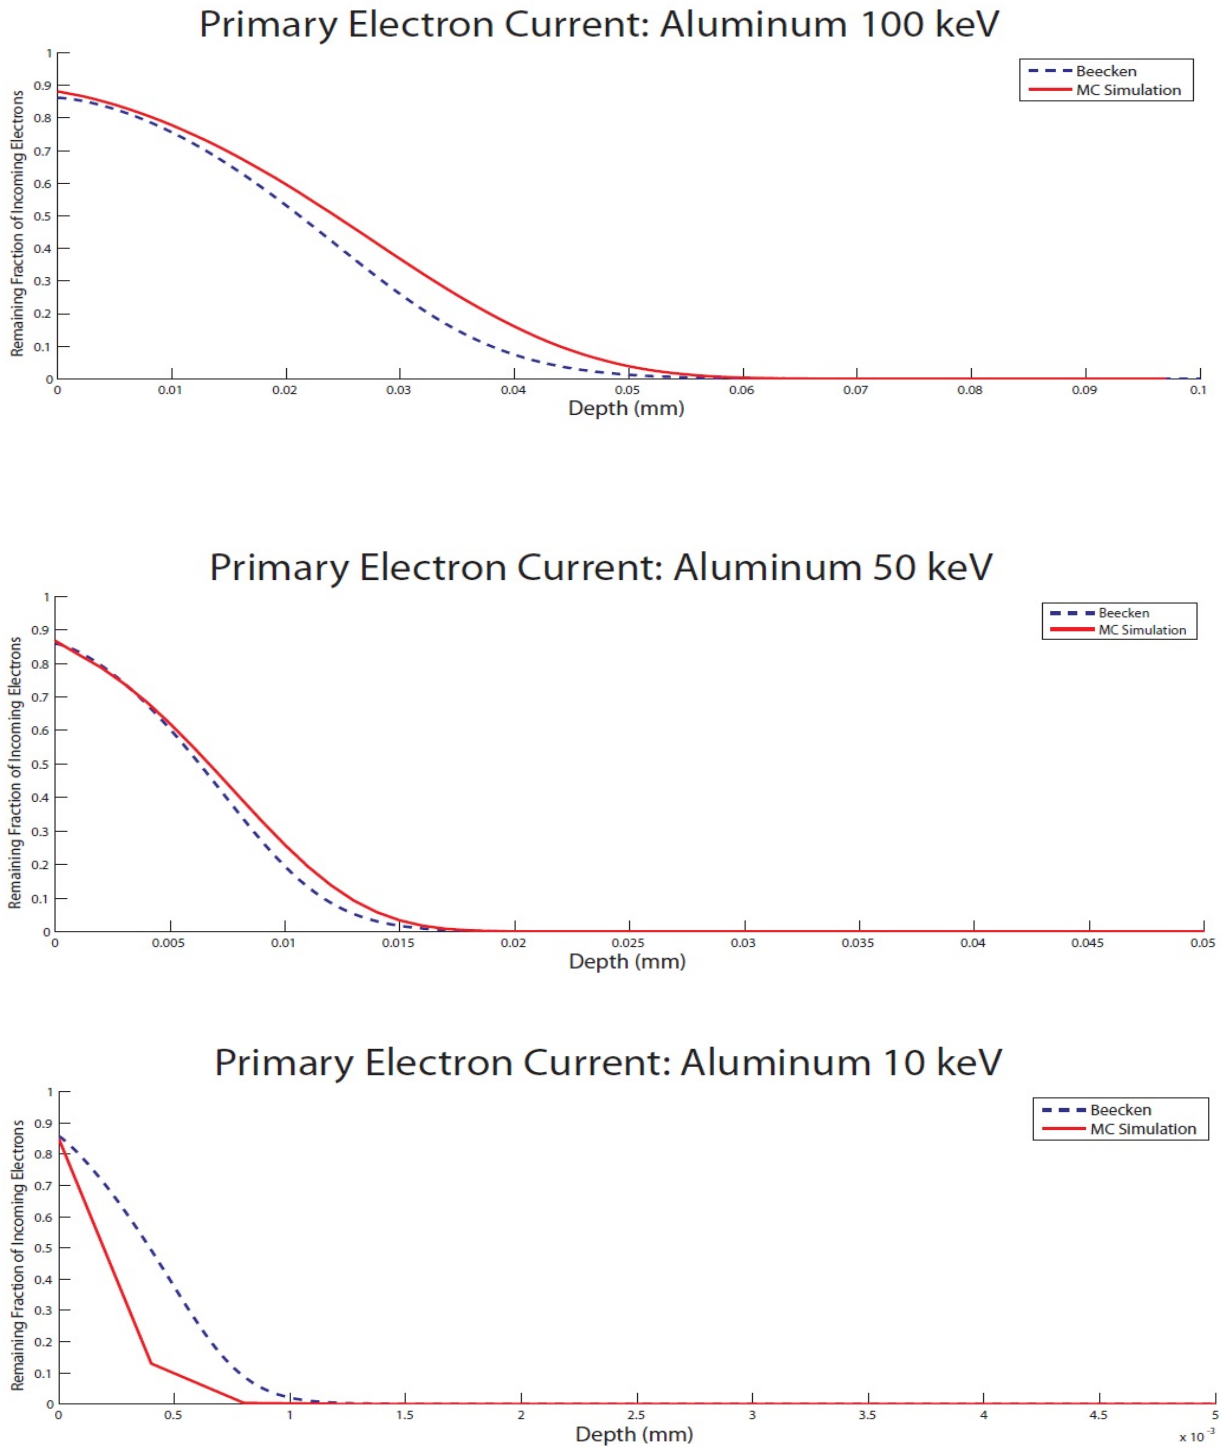 Primary Electron Current: Aluminum 100 keV
Remaining Fraction of Incoming Electrons
1
0.9
0.8
0.7
0.6
0.5
0.4
0.3
0.2
0.1
0
Beecken
MC Simulation
0 0.01 0.02 0.03 0.04 0.05 0.06 0.07 0.08 0.09 0.1
Depth (mm)
Primary Electron Current: Aluminum 50 keV
Remaining Fraction of Incoming Electrons
1
0.9
0.8
0.7
0.6
0.5
0.4
0.3
0.2
0.1
0
Beecken
MC Simulation
0 0.005 0.01 0.015 0.02 0.025 0.03 0.035 0.04 0.045 0.05
Depth (mm)
Primary Electron Current: Aluminum 10 keV
Remaining Fraction of Incoming Electrons
1
0.9
0.8
0.7
0.6
0.5
0.4
0.3
0.2
0.1
0
Beecken
MC Simulation
0 0.5 1 1.5 2 2.5 3 3.5 4 4.5 5
Depth (mm)
x 10⁻³